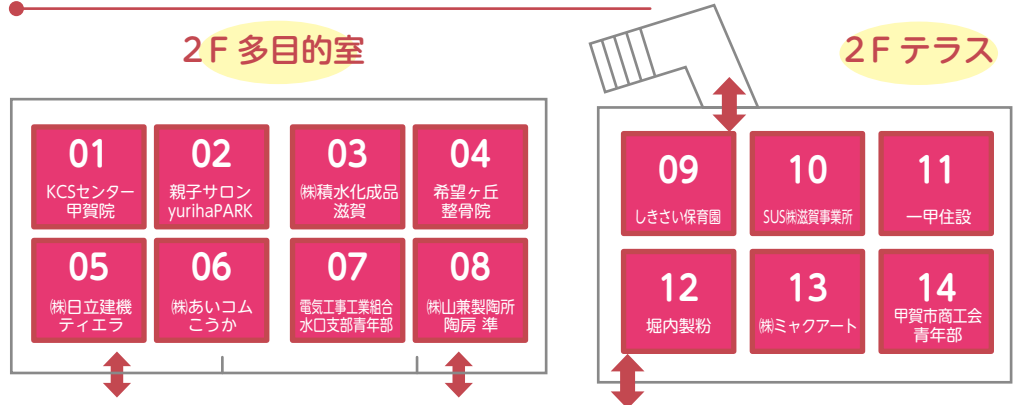 2F 多目的室
01
KCSセンター
甲賀院
02
親子サロン
yurihaPARK
03
㈱積水化成品
滋賀
04
希望ヶ丘
整骨院
05
㈱日立建機
ティエラ
06
㈱あいコム
こうか
07
電気工事工業組合
水口支部青年部
08
㈱山兼製陶所
陶房 準
2F テラス
09
しきさい保育園
10
SUS㈱滋賀事業所
11
一甲住設
12
堀内製粉
13
㈱ミャクアート
14
甲賀市商工会
青年部